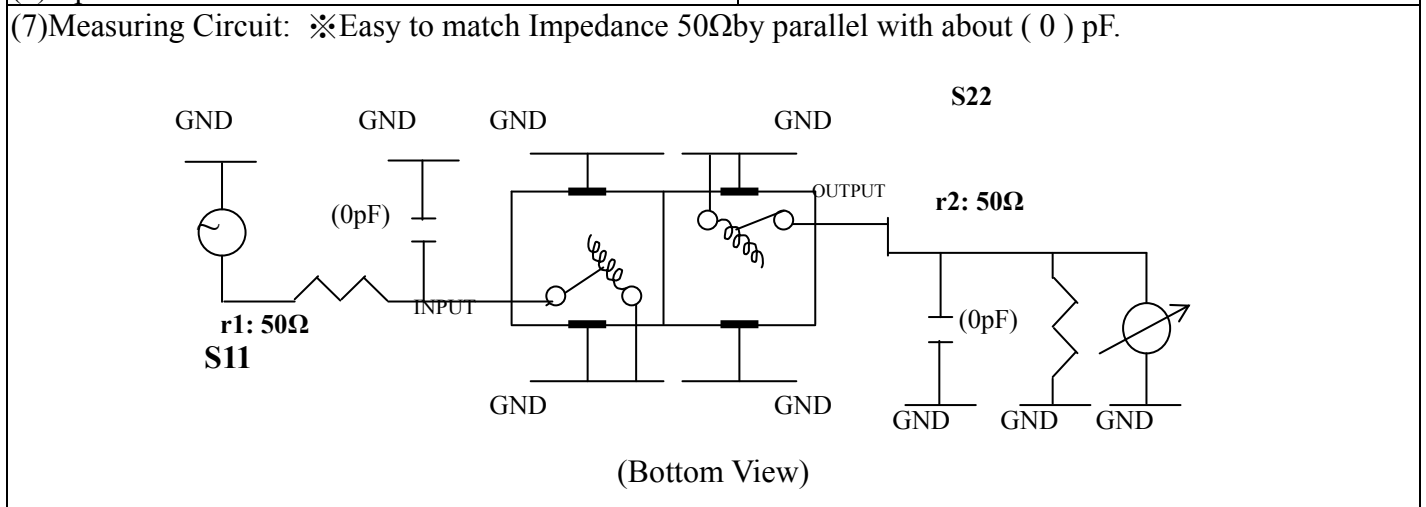 (7)Measuring Circuit: ※Easy to match Impedance 50Ωby parallel with about ( 0 ) pF.
S22
GND GND GND GND
(0pF)
OUTPUT
r2: 50Ω
INPUT
r1: 50Ω
(0pF)
S11
GND GND
GND GND GND
(Bottom View)